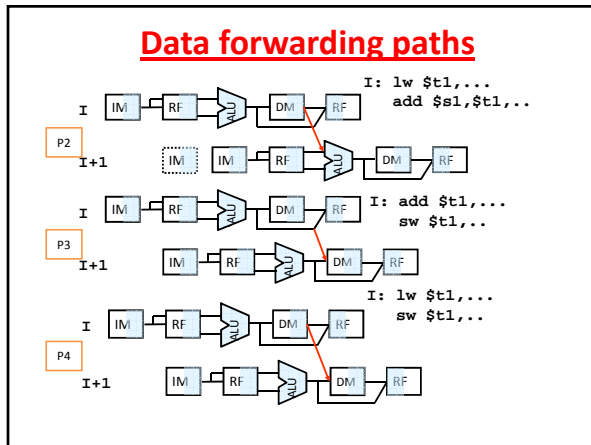 Data forwarding paths
I: lw $t1,...
add $s1,$t1,..
I IM RF ALU DM RF
P2
I+1 IM IM RF ALU DM RF
I: add $t1,...
sw $t1,..
I IM RF ALU DM RF
P3
I+1 IM RF ALU DM RF
I: lw $t1,...
sw $t1,..
I IM RF ALU DM RF
P4
I+1 IM RF ALU DM RF